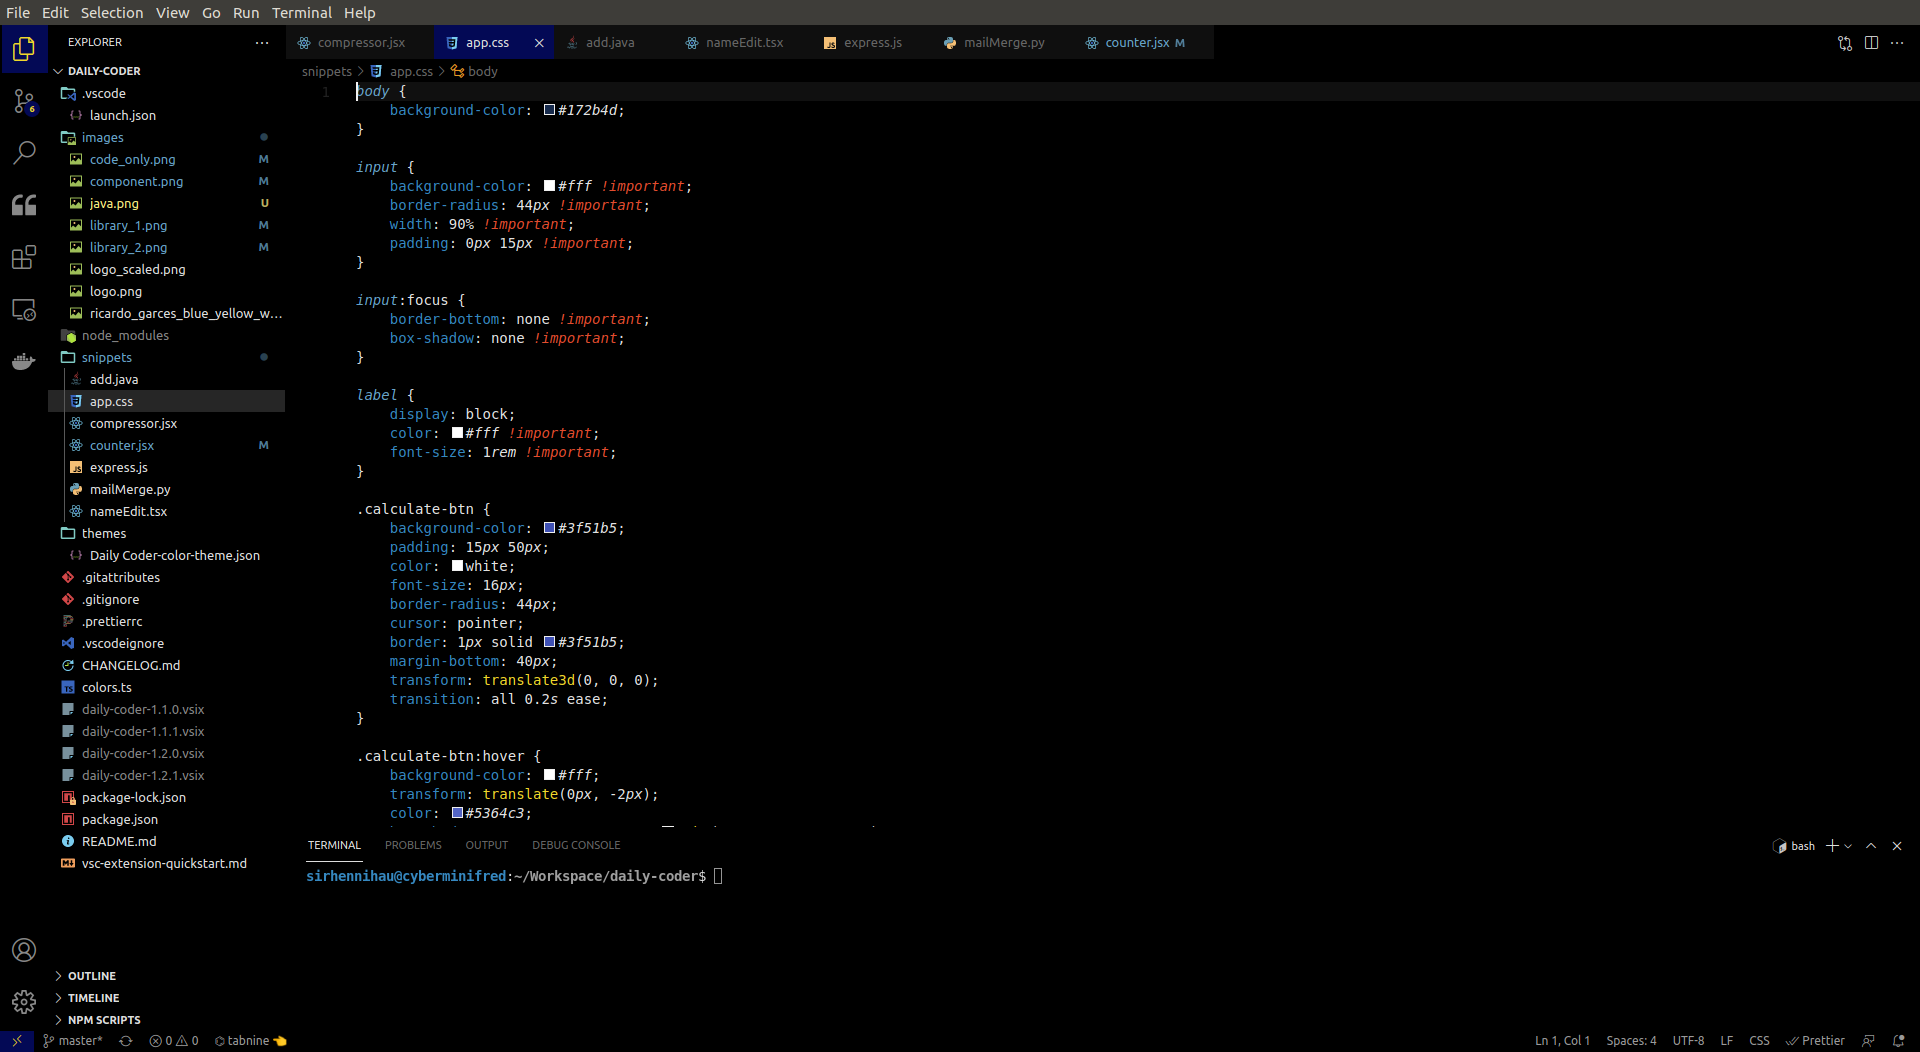 File Edit Selection View Go Run Terminal Help
EXPLORER
DAILY-CODER
.vscode
launch.json
images
code_only.png M
component.png M
java.png U
library_1.png M
library_2.png M
logo_scaled.png
logo.png
ricardo_garces_blue_yellow_w...
node_modules
snippets
add.java
app.css
compressor.jsx
counter.jsx M
express.js
mailMerge.py
nameEdit.tsx
themes
Daily Coder-color-theme.json
.gitattributes
.gitignore
.prettierrc
.vscodeignore
CHANGELOG.md
colors.ts
daily-coder-1.1.0.vsix
daily-coder-1.1.1.vsix
daily-coder-1.2.0.vsix
daily-coder-1.2.1.vsix
package-lock.json
package.json
README.md
vsc-extension-quickstart.md
OUTLINE
TIMELINE
NPM SCRIPTS
6
compressor.jsx app.css add.java nameEdit.tsx express.js mailMerge.py counter.jsx M
snippets > app.css > body
1 body {
background-color: #172b4d;
}
input {
background-color: #fff !important;
border-radius: 44px !important;
width: 90% !important;
padding: 0px 15px !important;
}
input:focus {
border-bottom: none !important;
box-shadow: none !important;
}
label {
display: block;
color: #fff !important;
font-size: 1rem !important;
}
.calculate-btn {
background-color: #3f51b5;
padding: 15px 50px;
color: white;
font-size: 16px;
border-radius: 44px;
cursor: pointer;
border: 1px solid #3f51b5;
margin-bottom: 40px;
transform: translate3d(0, 0, 0);
transition: all 0.2s ease;
}
.calculate-btn:hover {
background-color: #fff;
transform: translate(0px, -2px);
color: #5364c3;
TERMINAL PROBLEMS OUTPUT DEBUG CONSOLE bash
sirhennihau@cyberminifred:~/Workspace/daily-coder$
master* 0 0 tabnine Ln 1, Col 1 Spaces: 4 UTF-8 LF CSS Prettier